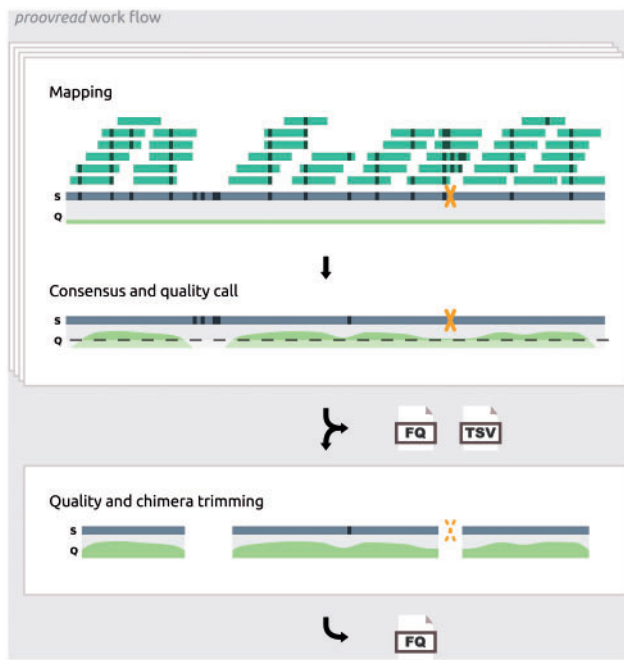 proovread work flow
Mapping
S
Q
Consensus and quality call
S
Q
FQ TSV
Quality and chimera trimming
S
Q
FQ